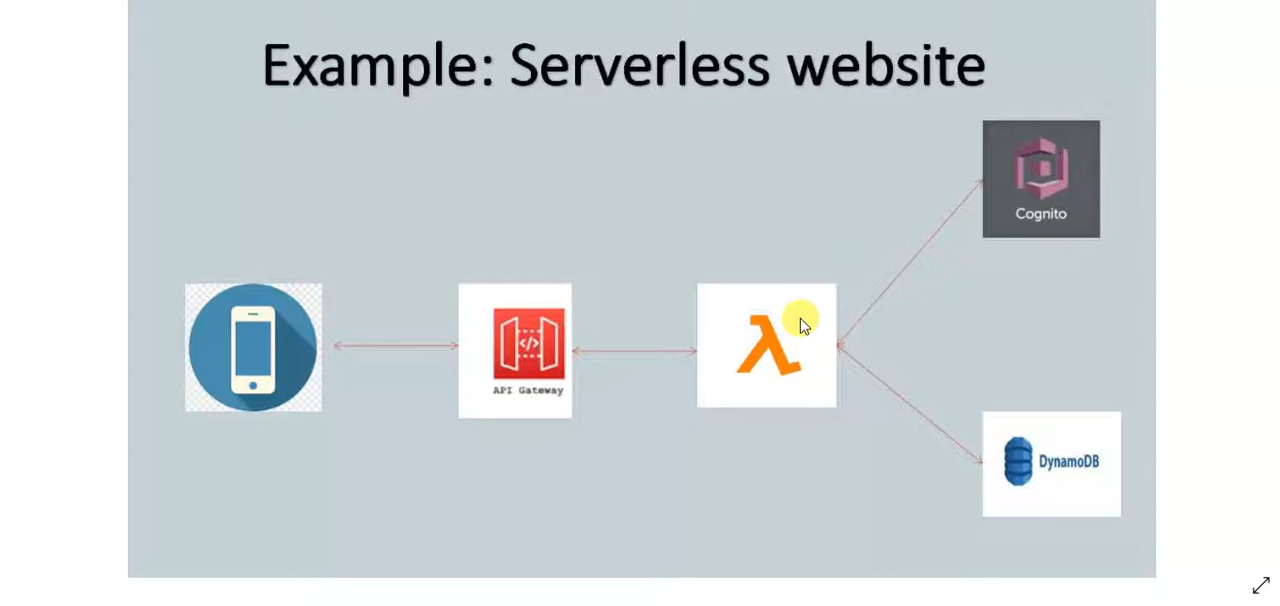 Example: Serverless website
Cognito
</>
API Gateway
λ
DynamoDB